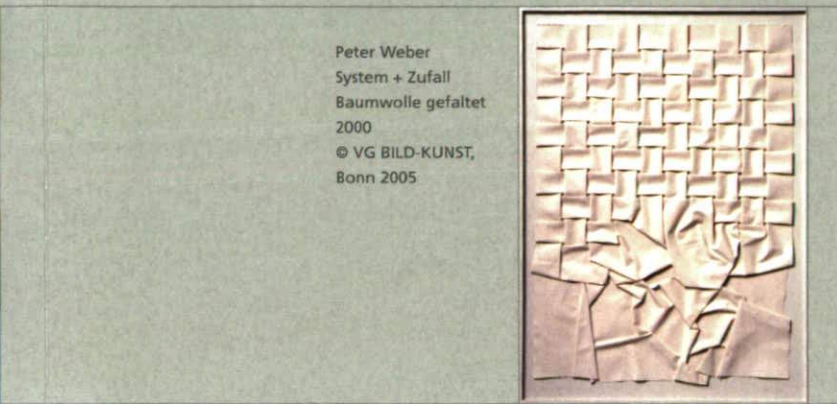 Peter Weber
System + Zufall
Baumwolle gefaltet
2000
© VG BILD-KUNST,
Bonn 2005